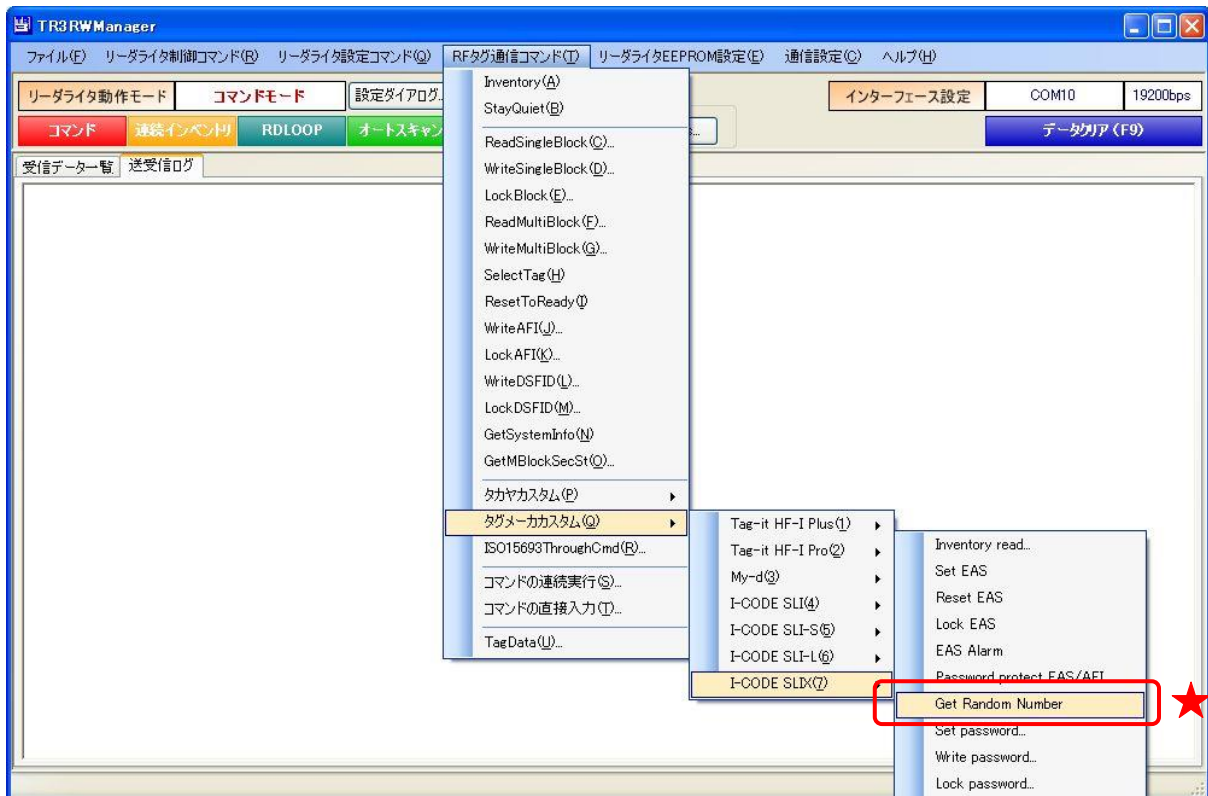 TR3RWManager
ファイル(F) リーダライタ制御コマンド(R) リーダライタ設定コマンド(Q) RFタグ通信コマンド(T) リーダライタEEPROM設定(E) 通信設定(C) ヘルプ(H)
リーダライタ動作モード コマンドモード 設定ダイアログ... インターフェース設定 COM10 19200bps
コマンド 連続インベントリ RDLOOP オートスキャン データクリア (F9)
受信データ一覧 送受信ログ
Inventory(A)
StayQuiet(B)
ReadSingleBlock(C)...
WriteSingleBlock(D)...
LockBlock(E)...
ReadMultiBlock(F)...
WriteMultiBlock(G)...
SelectTag(H)
ResetToReady(I)
WriteAFI(J)...
LockAFI(K)...
WriteDSFID(L)...
LockDSFID(M)...
GetSystemInfo(N)
GetMBlockSecSt(O)...
タカヤカスタム(P)
タグメーカカスタム(Q)
ISO15693ThroughCmd(R)...
コマンドの連続実行(S)...
コマンドの直接入力(T)...
TagData(U)...
Tag-it HF-I Plus(1)
Tag-it HF-I Pro(2)
My-d(3)
I-CODE SLI(4)
I-CODE SLI-S(5)
I-CODE SLI-L(6)
I-CODE SLIX(7)
Inventory read...
Set EAS
Reset EAS
Lock EAS
EAS Alarm
Password protect EAS/AFI
Get Random Number
Set password...
Write password...
Lock password...